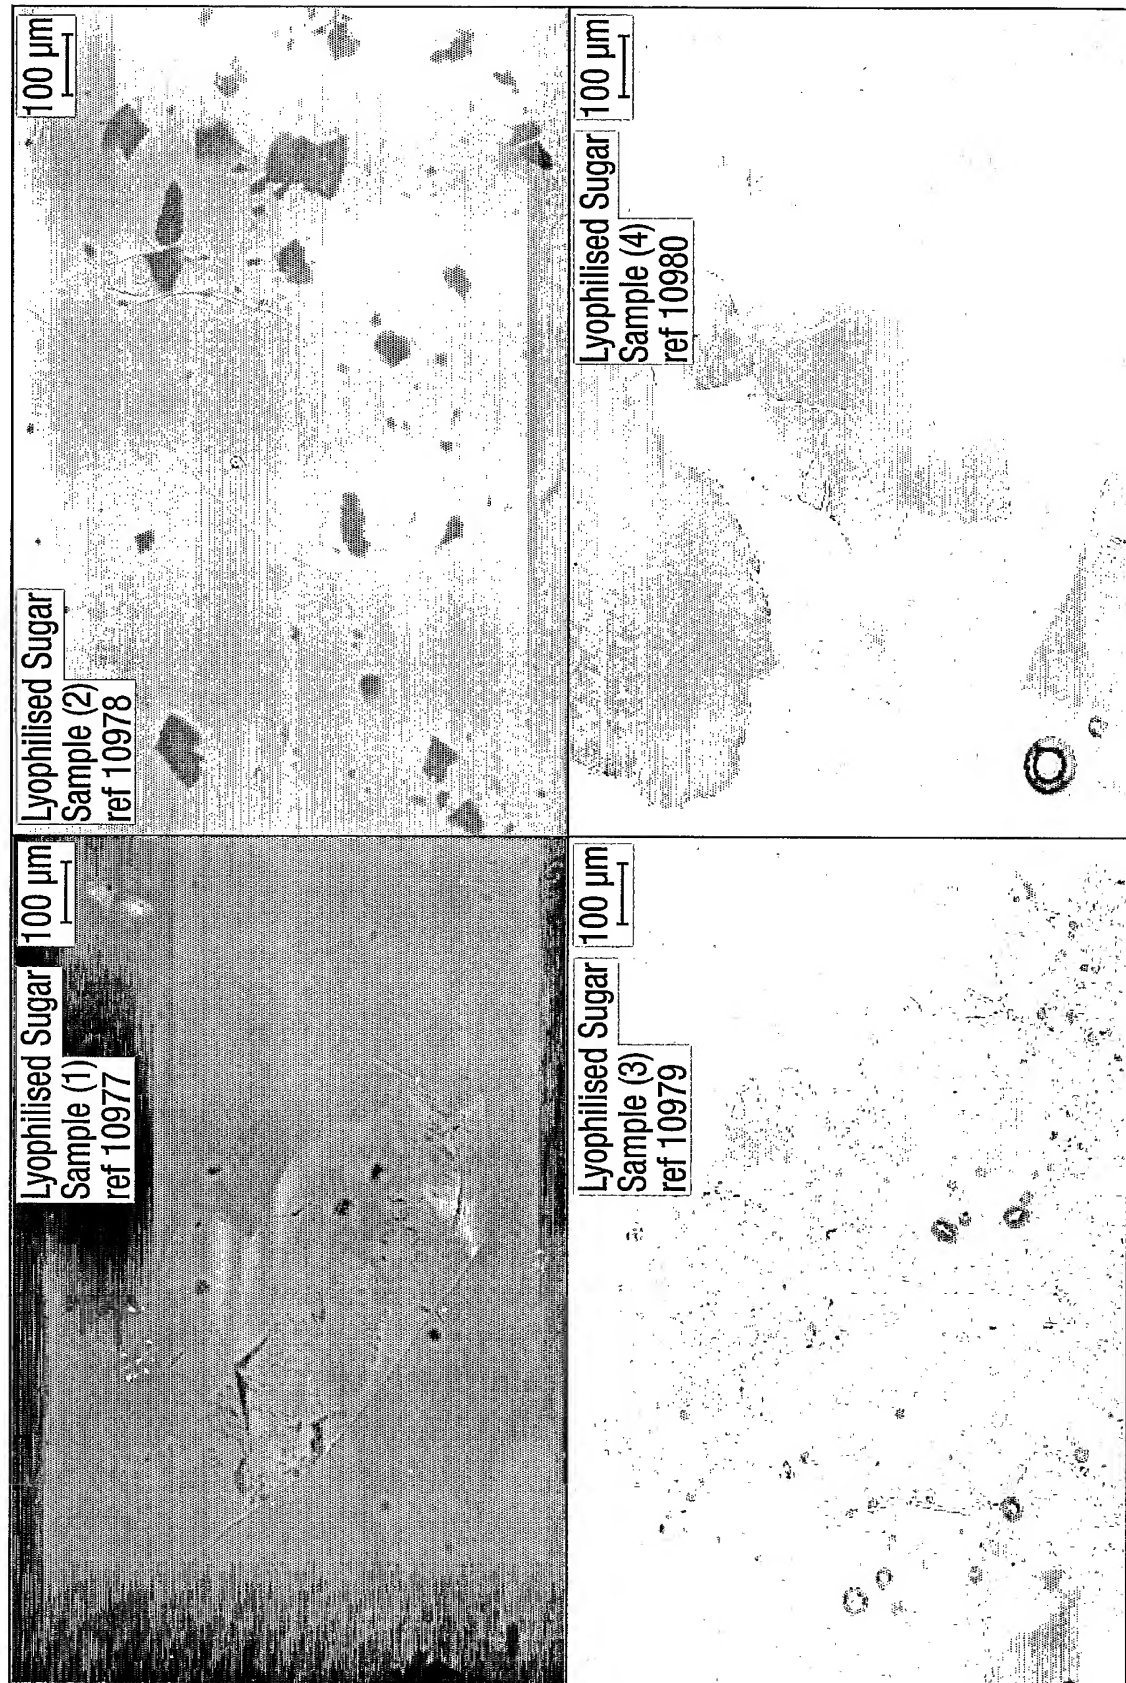 Lyophilised Sugar
Sample (1)
ref 10977
100 µm
Lyophilised Sugar
Sample (2)
ref 10978
100 µm
Lyophilised Sugar
Sample (3)
ref 10979
100 µm
Lyophilised Sugar
Sample (4)
ref 10980
100 µm